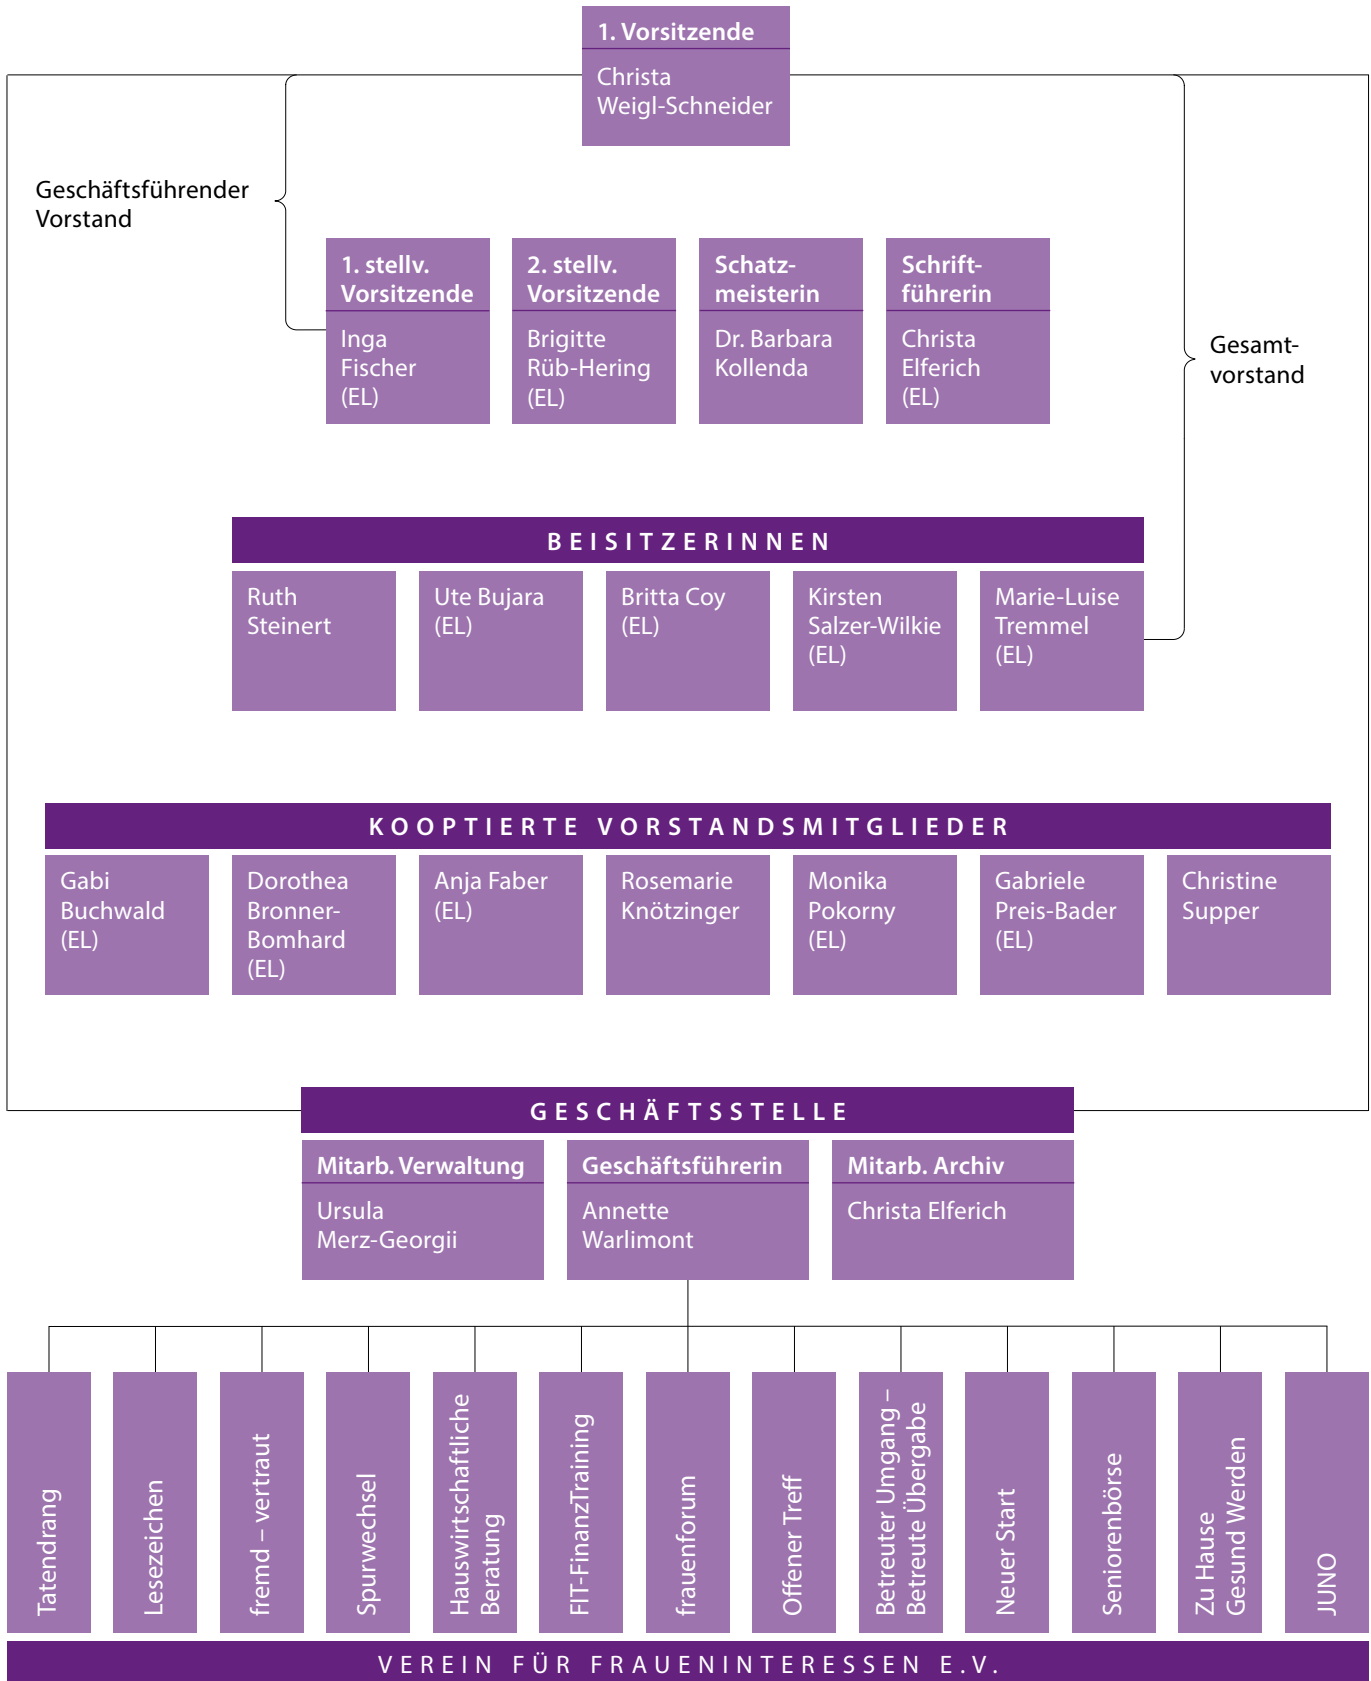 1. Vorsitzende
Christa
Weigl-Schneider
Geschäftsführender
Vorstand
1. stellv.
Vorsitzende
Inga
Fischer
(EL)
2. stellv.
Vorsitzende
Brigitte
Rüb-Hering
(EL)
Schatz-
meisterin
Dr. Barbara
Kollenda
Schrift-
führerin
Christa
Elferich
(EL)
Gesamt-
vorstand
BEISITZERINNEN
Ruth
Steinert
Ute Bujara
(EL)
Britta Coy
(EL)
Kirsten
Salzer-Wilkie
(EL)
Marie-Luise
Tremmel
(EL)
KOOPTIERTE VORSTANDSMITGLIEDER
Gabi
Buchwald
(EL)
Dorothea
Bronner-
Bomhard
(EL)
Anja Faber
(EL)
Rosemarie
Knötzinger
Monika
Pokorny
(EL)
Gabriele
Preis-Bader
(EL)
Christine
Supper
GESCHÄFTSSTELLE
Mitarb. Verwaltung
Ursula
Merz-Georgii
Geschäftsführerin
Annette
Warlimont
Mitarb. Archiv
Christa Elferich
Tatendrang
Lesezeichen
fremd – vertraut
Spurwechsel
Hauswirtschaftliche
Beratung
FIT-FinanzTraining
frauenforum
Offener Treff
Betreuter Umgang –
Betreute Übergabe
Neuer Start
Seniorenbörse
Zu Hause
Gesund Werden
JUNO
VEREIN FÜR FRAUENINTERESSEN E.V.